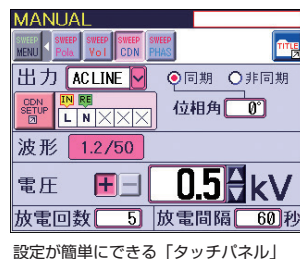 MANUAL
SWEEP MENU SWEEP Pola SWEEP Vol SWEEP CDN SWEEP PHAS TITLE
出力 ACLINE 同期 非同期
CDN SETUP IN RE L N 位相角 0°
波形 1.2/50
電圧 + - 0.5 kV
放電回数 5 放電間隔 60 秒
設定が簡単にできる「タッチパネル」